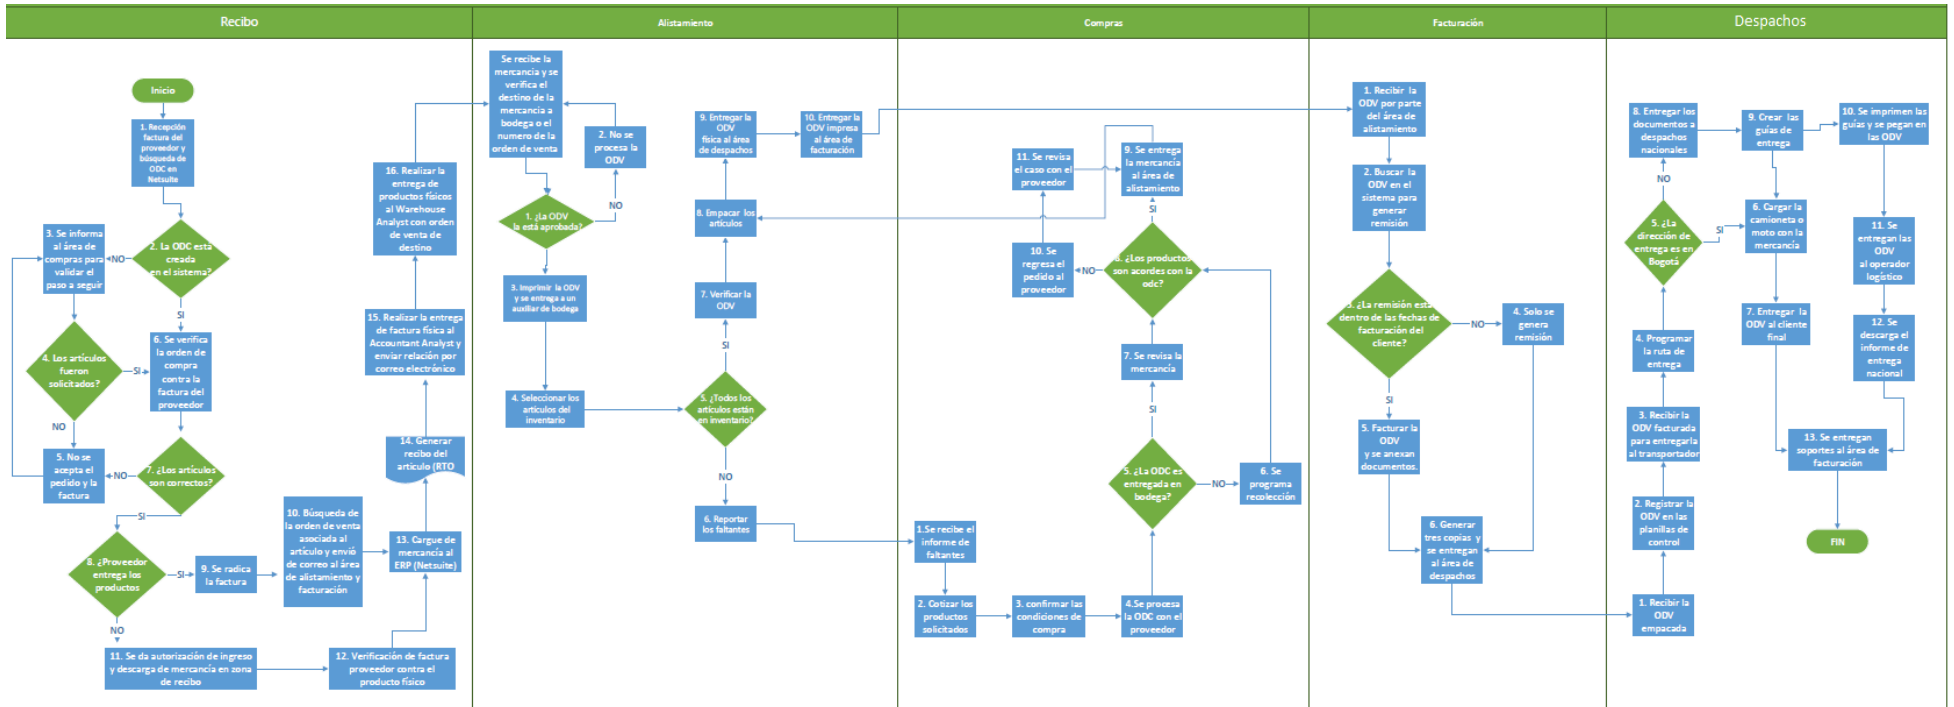 Recibo
Alistamiento
Compras
Facturación
Despachos
Inicio
1. Recepción
factura del
proveedor y
búsqueda de
ODC en
Netsuite
2. La ODC esta
creada
en el sistema?
NO
SI
3. Se informa
al área de
compras para
validar el
paso a seguir
4. Los artículos
fueron
solicitados?
SI
NO
5. No se
acepta el
pedido y la
factura
6. Se verifica
la orden de
compra
contra la
factura del
proveedor
7. ¿Los artículos
son correctos?
NO
SI
8. ¿Proveedor
entrega los
productos
SI
NO
9. Se radica
la factura
10. Búsqueda de
la orden de venta
asociada al
artículo y envió
de correo al área
de alistamiento y
facturación
11. Se da autorización de ingreso
y descarga de mercancía en zona
de recibo
12. Verificación de factura
proveedor contra el
producto físico
13. Cargue de
mercancía al
ERP (Netsuite)
14. Generar
recibo del
artículo (RTO
15. Realizar la entrega
de factura física al
Accountant Analyst y
enviar relación por
correo electrónico
16. Realizar la
entrega de
productos físicos
al Warehouse
Analyst con orden
de venta de
destino
Se recibe la
mercancía y se
verifica el
destino de la
mercancía a
bodega o el
numero de la
orden de venta
1. ¿La ODV
la está aprobada?
NO
2. No se
procesa la
ODV
3. Imprimir la ODV
y se entrega a un
auxiliar de bodega
4. Seleccionar los
artículos del
inventario
5. ¿Todos los
artículos están
en inventario?
SI
NO
6. Reportar
los faltantes
7. Verificar la
ODV
8. Empacar los
artículos
9. Entregar la
ODV
física al área
de despachos
10. Entregar la
ODV impresa
al área de
facturación
1.Se recibe el
informe de
faltantes
2. Cotizar los
productos
solicitados
3. confirmar las
condiciones de
compra
4.Se procesa
la ODC con el
proveedor
5. ¿La ODC es
entregada en
bodega?
SI
NO
6. Se
programa
recolección
7. Se revisa la
mercancía
¿Los productos
son acordes con la
odc?
NO
SI
9. Se entrega
la mercancía
al área de
alistamiento
10. Se
regresa el
pedido al
proveedor
11. Se revisa
el caso con el
proveedor
1. Recibir la
ODV por parte
del área de
alistamiento
2. Buscar la
ODV en el
sistema para
generar
remisión
3. ¿La remisión esta
dentro de las fechas de
facturación del
cliente?
NO
SI
4. Solo se
genera
remisión
5. Facturar la
ODV
y se anexan
documentos.
6. Generar
tres copias y
se entregan
al área de
despachos
1. Recibir la
ODV
empacada
2. Registrar la
ODV en las
planillas de
control
3. Recibir la
ODV facturada
para entregarla
al transportador
4. Programar
la ruta de
entrega
5. ¿La
dirección de
entrega es en
Bogotá
SI
NO
6. Cargar la
camioneta o
moto con la
mercancía
7. Entregar la
ODV al cliente
final
8. Entregar los
documentos a
despachos
nacionales
9. Crear las
guías de
entrega
10. Se imprimen las
guías y se pegan en
las ODV
11. Se
entregan las
ODV
al operador
logístico
12. Se
descarga el
informe de
entrega
nacional
13. Se entregan
soportes al área de
facturación
FIN